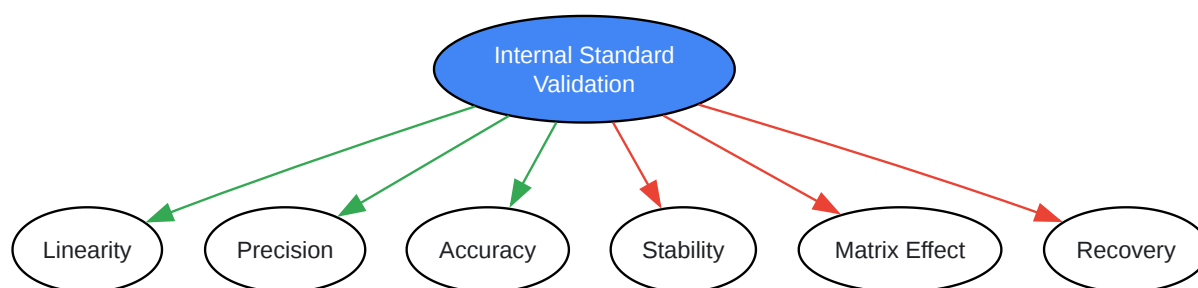 Internal Standard
Validation
Linearity
Precision
Accuracy
Stability
Matrix Effect
Recovery